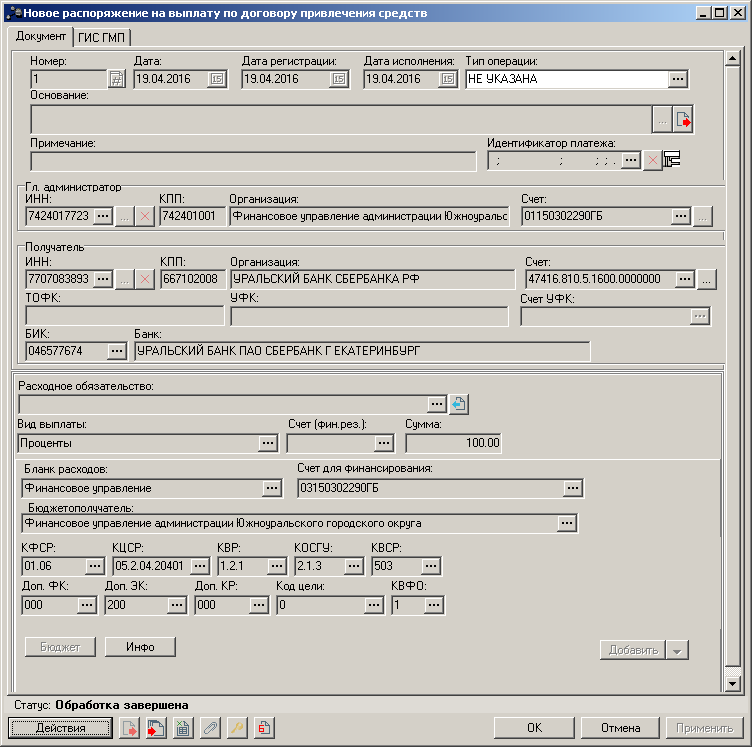 Новое распоряжение на выплату по договору привлечения средств
Документ ГИС ГМП
Номер: Дата: Дата регистрации: Дата исполнения: Тип операции:
1 19.04.2016 15 19.04.2016 15 19.04.2016 15 НЕ УКАЗАНА ...
Основание:
...
Примечание: Идентификатор платежа:
; ; ; ; . ...
Гл. администратор
ИНН: КПП: Организация: Счет:
7424017723 ... ... 742401001 Финансовое управление администрации Южноуральс 01150302290ГБ ... ...
Получатель
ИНН: КПП: Организация: Счет:
7707083893 ... ... 667102008 УРАЛЬСКИЙ БАНК СБЕРБАНКА РФ 47416.810.5.1600.0000000 ... ...
ТОФК: УФК: Счет УФК:
...
БИК: Банк:
046577674 ... УРАЛЬСКИЙ БАНК ПАО СБЕРБАНК Г ЕКАТЕРИНБУРГ
Расходное обязательство:
...
Вид выплаты: Счет (фин.рез.): Сумма:
Проценты ... ... 100.00
Бланк расходов: Счет для финансирования:
Финансовое управление ... 03150302290ГБ ...
Бюджетополучатель:
Финансовое управление администрации Южноуральского городского округа ...
КФСР: КЦСР: КВР: КОСГУ: КВСР:
01.06 ... 05.2.04.20401 ... 1.2.1 ... 2.1.3 ... 503 ...
Доп. ФК: Доп. ЭК: Доп. КР: Код цели: КВФО:
000 ... 200 ... 000 ... 0 ... 1 ...
Бюджет Инфо Добавить
Статус: Обработка завершена
Действия OK Отмена Применить